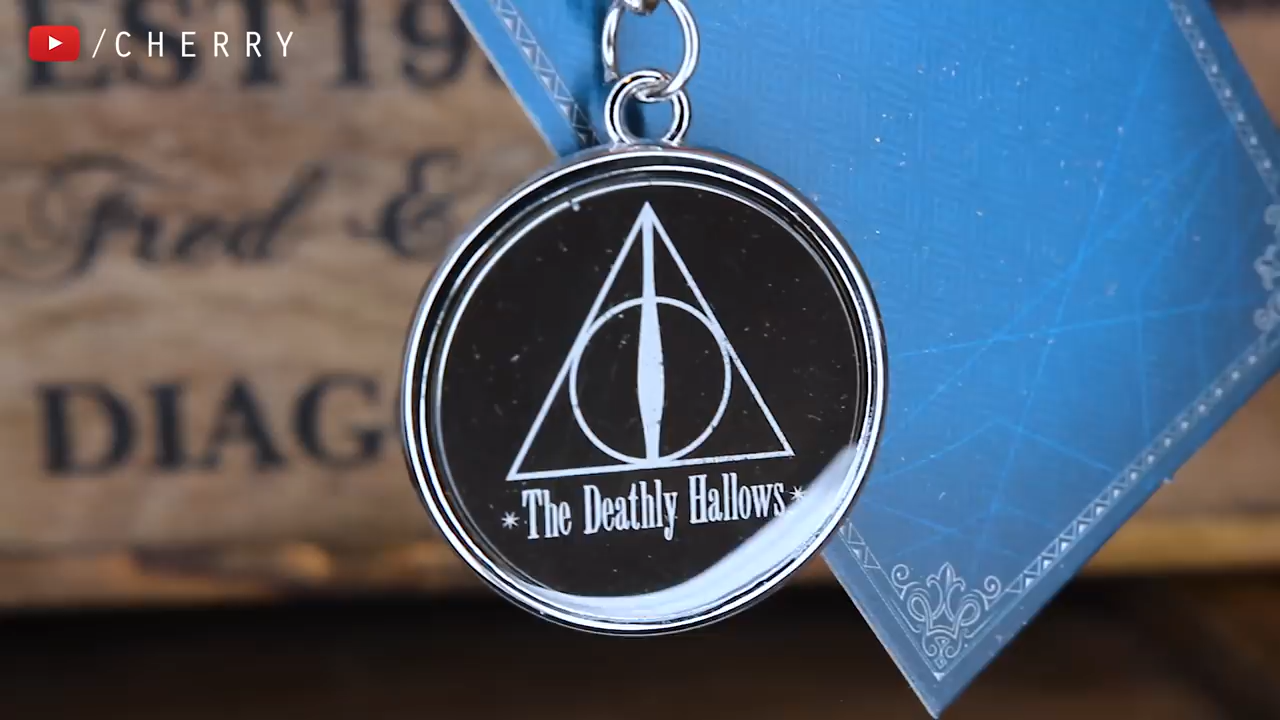 /CHERRY
EST19
Fred &
DIAG
*The Deathly Hallows*